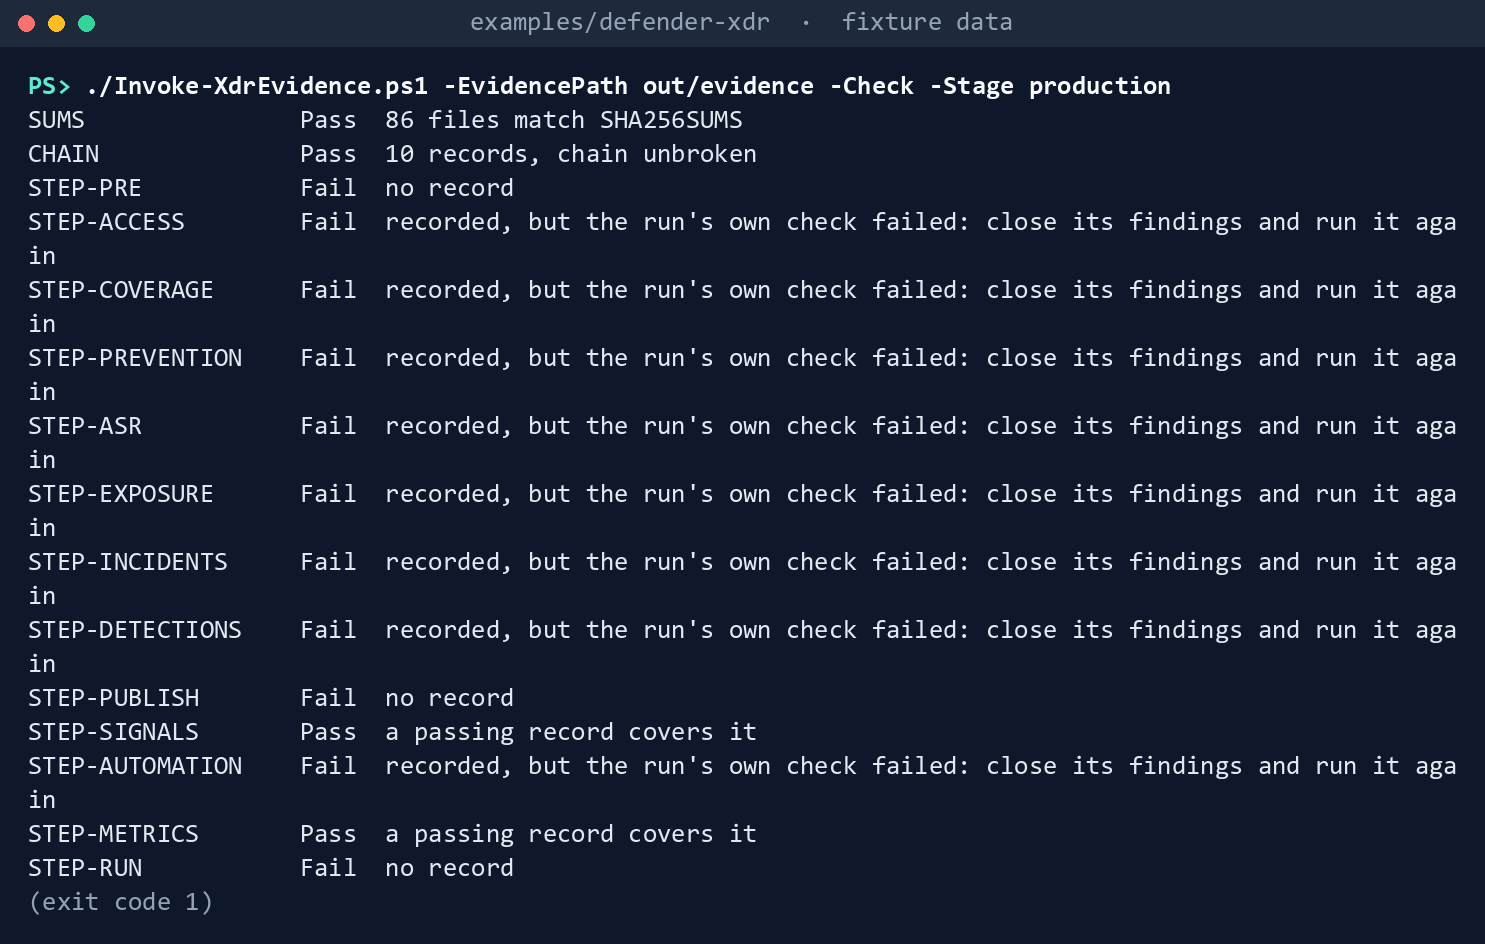 examples/defender-xdr · fixture data
PS> ./Invoke-XdrEvidence.ps1 -EvidencePath out/evidence -Check -Stage production
SUMS Pass 86 files match SHA256SUMS
CHAIN Pass 10 records, chain unbroken
STEP-PRE Fail no record
STEP-ACCESS Fail recorded, but the run's own check failed: close its findings and run it aga
in
STEP-COVERAGE Fail recorded, but the run's own check failed: close its findings and run it aga
in
STEP-PREVENTION Fail recorded, but the run's own check failed: close its findings and run it aga
in
STEP-ASR Fail recorded, but the run's own check failed: close its findings and run it aga
in
STEP-EXPOSURE Fail recorded, but the run's own check failed: close its findings and run it aga
in
STEP-INCIDENTS Fail recorded, but the run's own check failed: close its findings and run it aga
in
STEP-DETECTIONS Fail recorded, but the run's own check failed: close its findings and run it aga
in
STEP-PUBLISH Fail no record
STEP-SIGNALS Pass a passing record covers it
STEP-AUTOMATION Fail recorded, but the run's own check failed: close its findings and run it aga
in
STEP-METRICS Pass a passing record covers it
STEP-RUN Fail no record
(exit code 1)